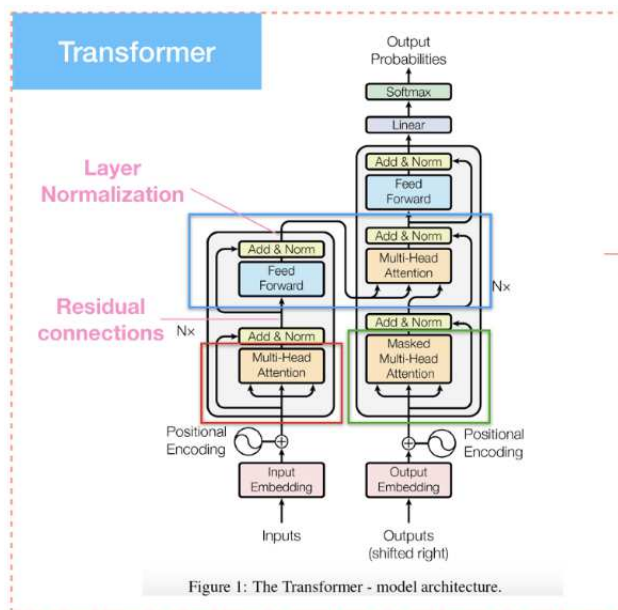 Transformer
Output
Probabilities
Softmax
Linear
Add & Norm
Feed
Forward
Layer
Normalization
Add & Norm
Feed
Forward
Add & Norm
Multi-Head
Attention
N×
Residual
connections
N×
Add & Norm
Multi-Head
Attention
Add & Norm
Masked
Multi-Head
Attention
Positional
Encoding
Positional
Encoding
Input
Embedding
Output
Embedding
Inputs
Outputs
(shifted right)
Figure 1: The Transformer - model architecture.